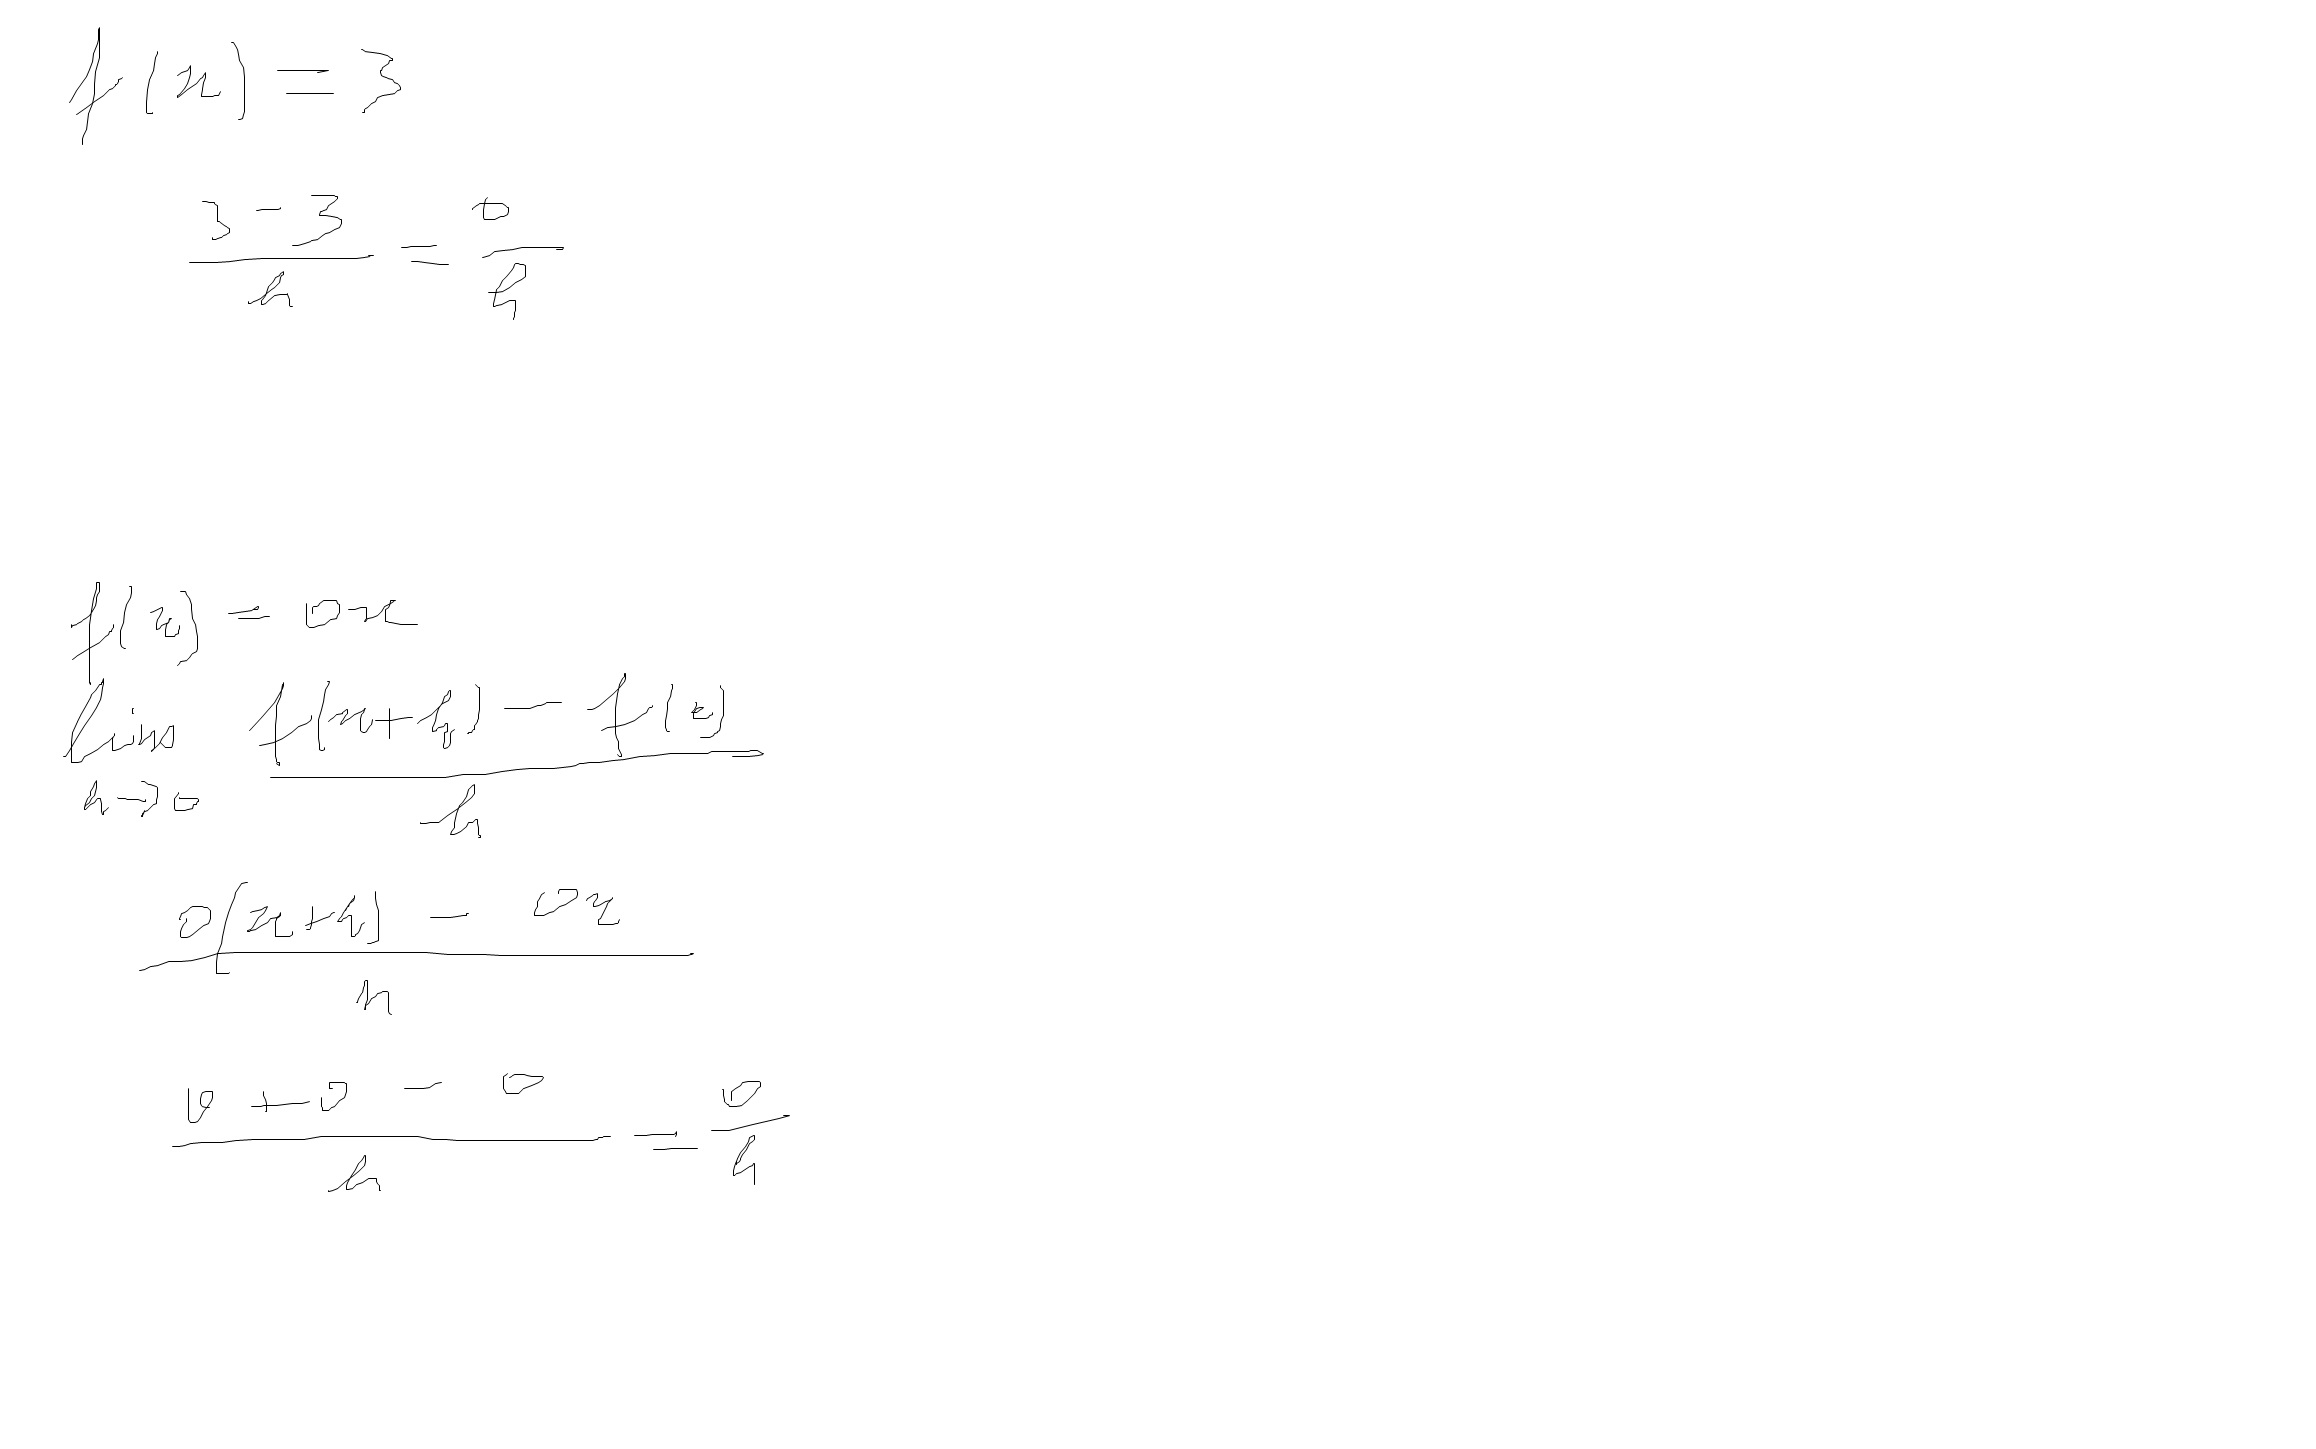 f(x) = 3
3 - 3 / h = 0 / h
f(x) = 0x
lim h→0 f(x+h) - f(x) / h
0(x+h) - 0x / h
0 + 0 - 0 / h = 0 / h